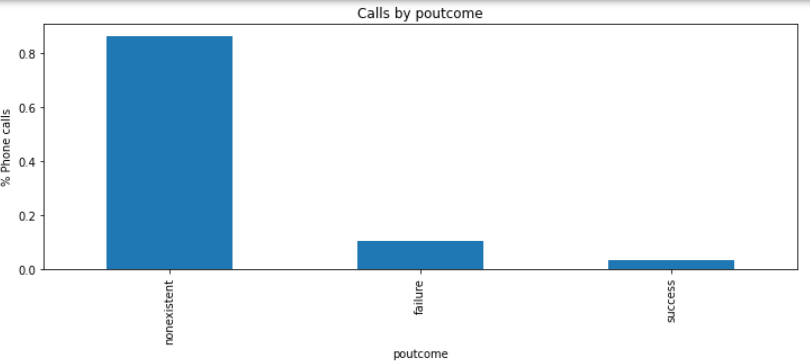 Calls by poutcome
% Phone calls
0.8
0.6
0.4
0.2
0.0
nonexistent
failure
success
poutcome